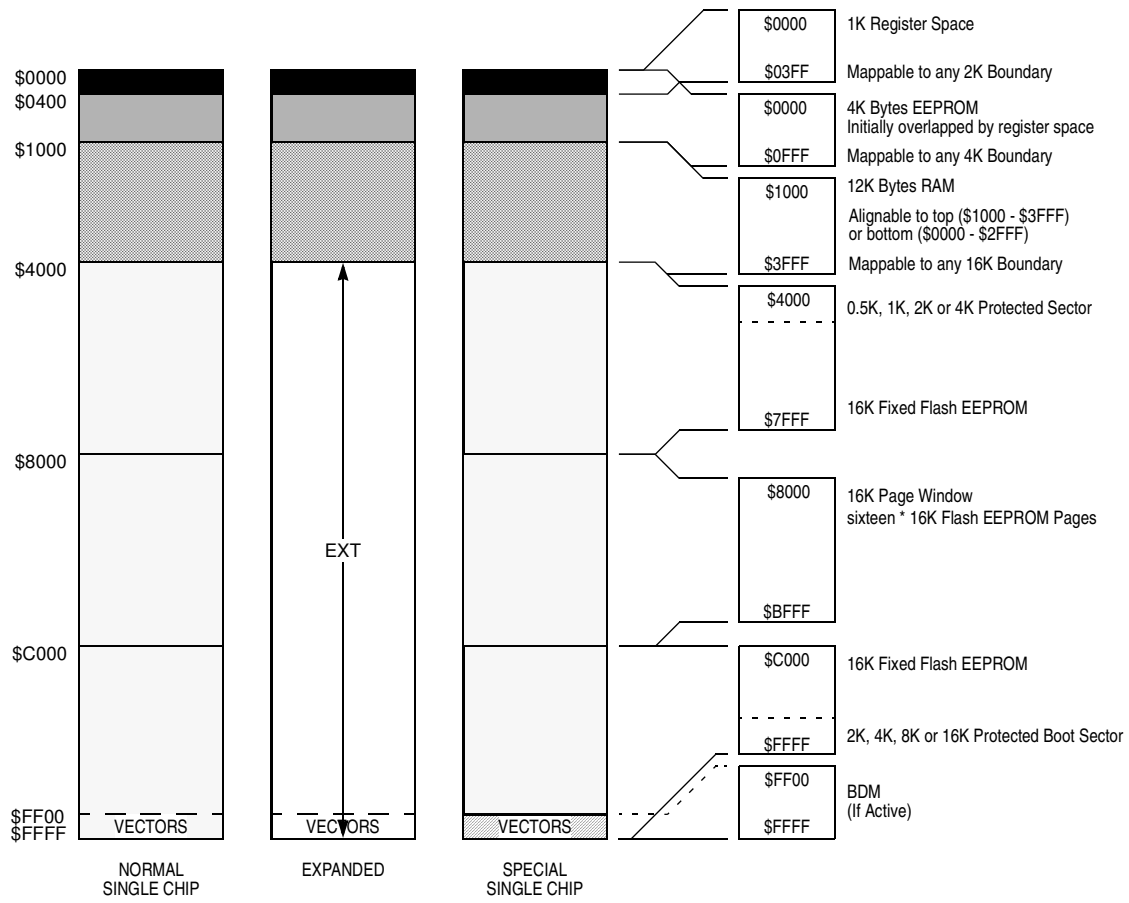 $0000
$0400
$1000
$4000
$8000
$C000
$FF00
$FFFF
VECTORS
NORMAL
SINGLE CHIP
EXT
VECTORS
EXPANDED
VECTORS
SPECIAL
SINGLE CHIP
$0000
1K Register Space
$03FF
Mappable to any 2K Boundary
$0000
4K Bytes EEPROM
Initially overlapped by register space
$0FFF
Mappable to any 4K Boundary
$1000
12K Bytes RAM
Alignable to top ($1000 - $3FFF)
or bottom ($0000 - $2FFF)
$3FFF
Mappable to any 16K Boundary
$4000
0.5K, 1K, 2K or 4K Protected Sector
16K Fixed Flash EEPROM
$7FFF
$8000
16K Page Window
sixteen * 16K Flash EEPROM Pages
$BFFF
$C000
16K Fixed Flash EEPROM
2K, 4K, 8K or 16K Protected Boot Sector
$FFFF
$FF00
BDM
(If Active)
$FFFF